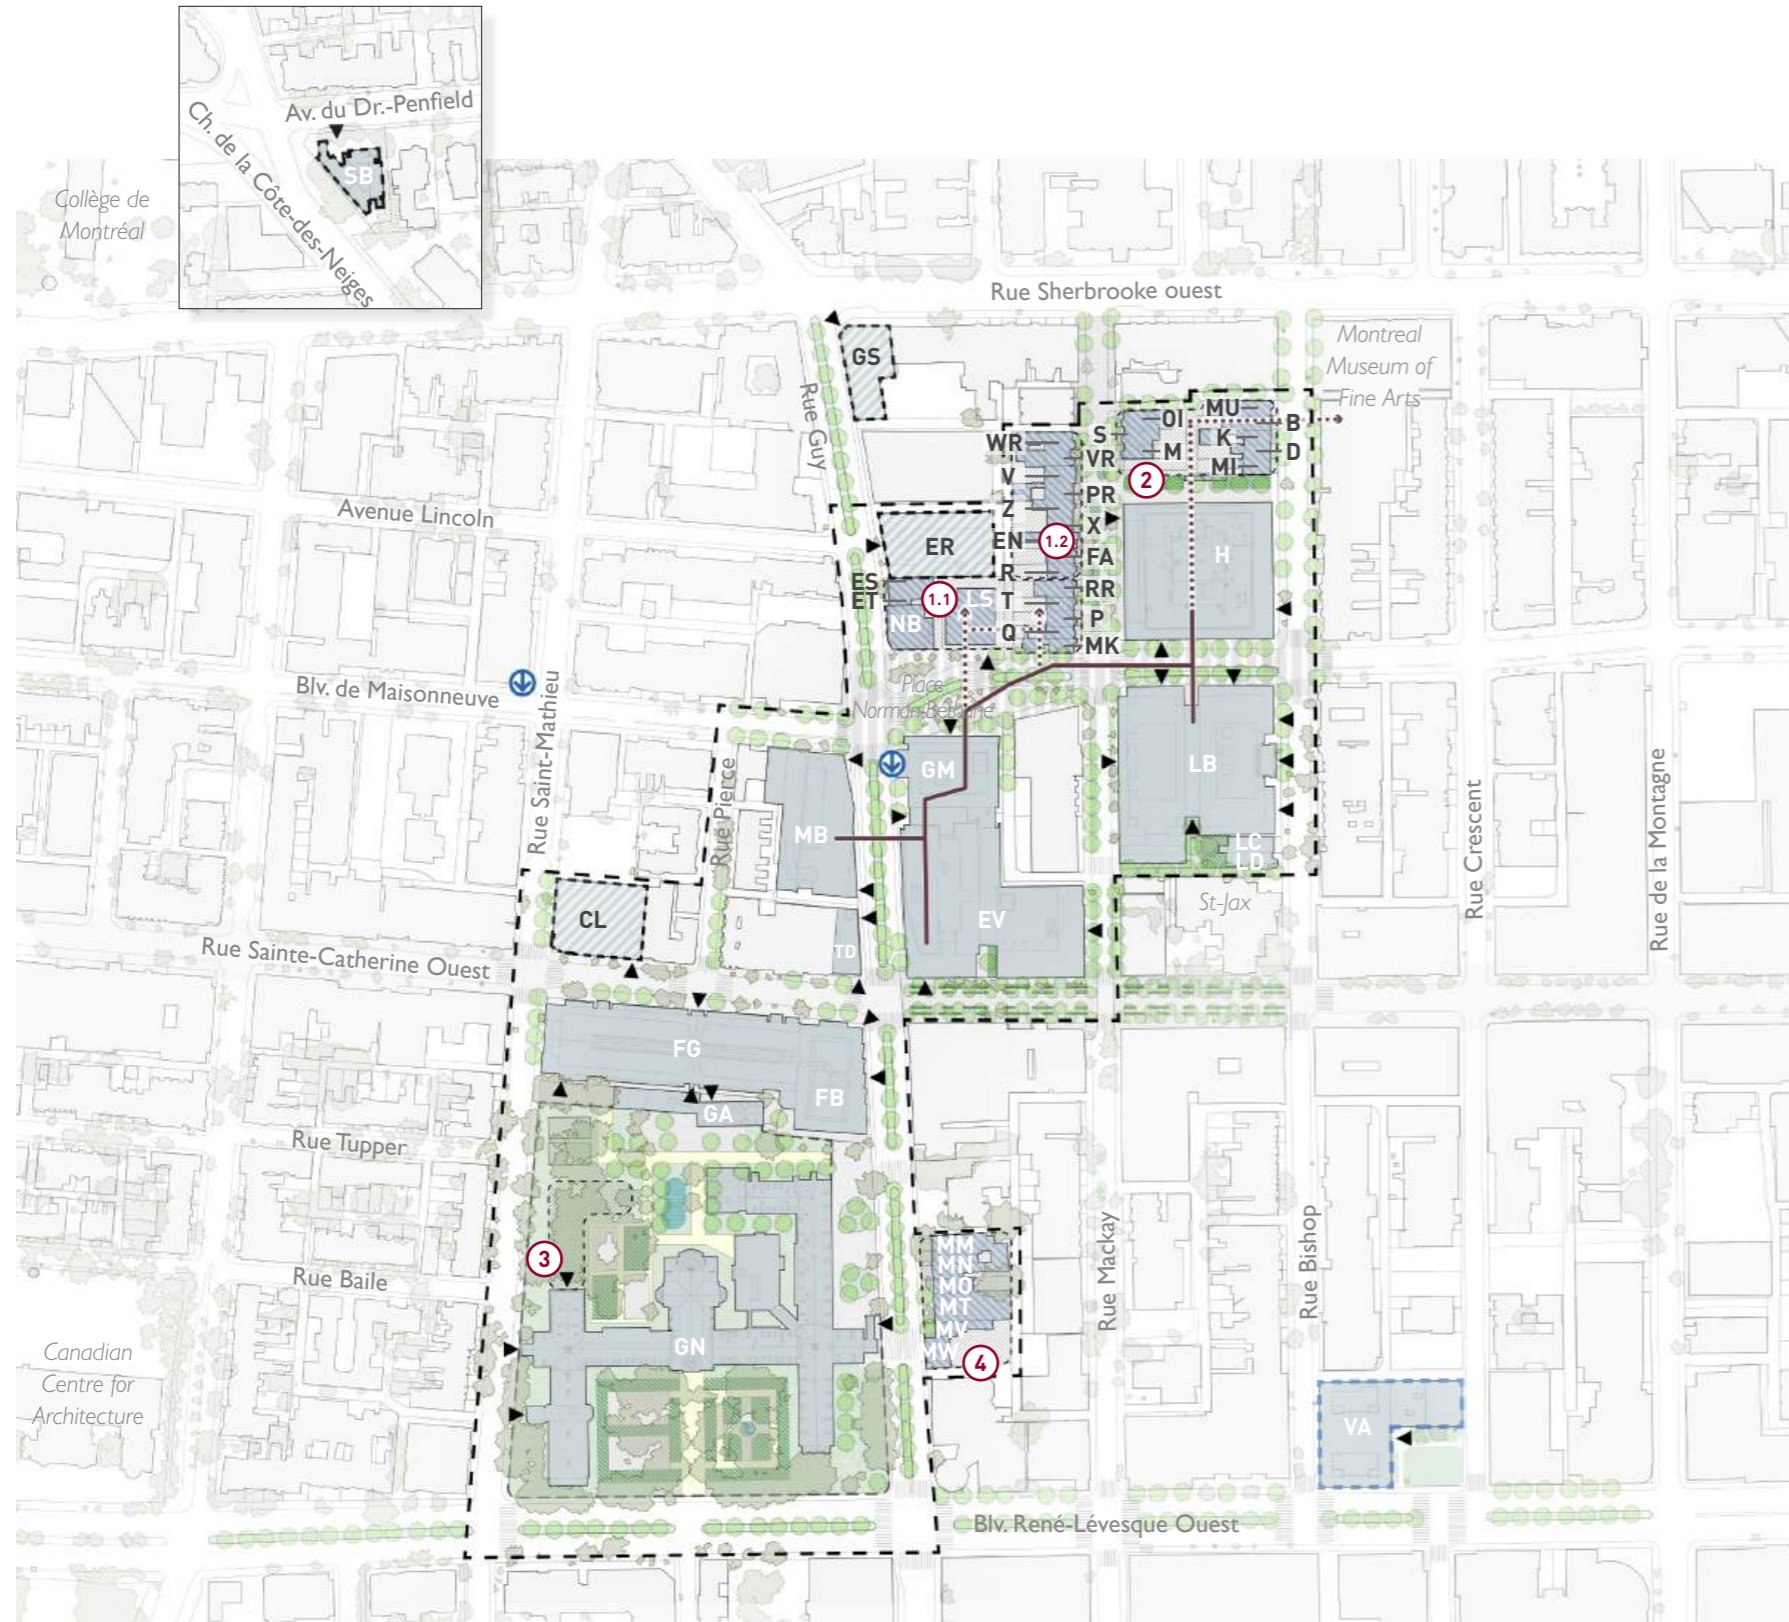 Av. du Dr.-Penfield
Ch. de la Côte-des-Neiges
SB
Collège de
Montréal
Rue Sherbrooke ouest
Montreal
Museum of
Fine Arts
GS
Rue Guy
WR
V
Z
EN
R
T
Q
S
VR
PR
X
FA
RR
P
MK
OI
M
MU
K
MI
B
D
2
1.2
H
Avenue Lincoln
ER
ES
ET
1.1
LS
NB
Blv. de Maisonneuve
Rue Saint-Mathieu
Place
Norman-Béthune
Rue Pierce
GM
MB
LB
LC
LD
Rue Crescent
Rue de la Montagne
CL
EV
TD
St-Jax
Rue Sainte-Catherine Ouest
FG
FB
GA
Rue Tupper
3
Rue Baile
MM
MN
MO
MT
MV
MW
4
Rue Mackay
Rue Bishop
GN
Canadian
Centre for
Architecture
VA
Blv. René-Lévesque Ouest